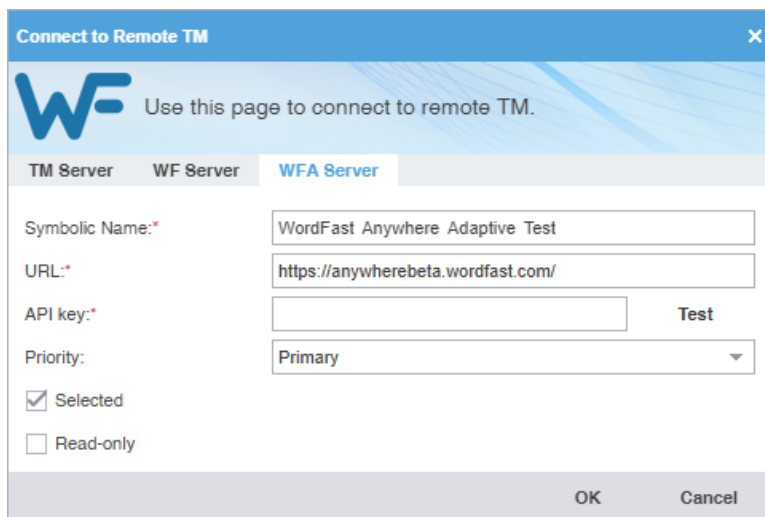 Connect to Remote TM
WF Use this page to connect to remote TM.
TM Server WF Server WFA Server
Symbolic Name:* WordFast Anywhere Adaptive Test
URL:* https://anywherebeta.wordfast.com/
API key:* Test
Priority: Primary
Selected
Read-only
OK Cancel